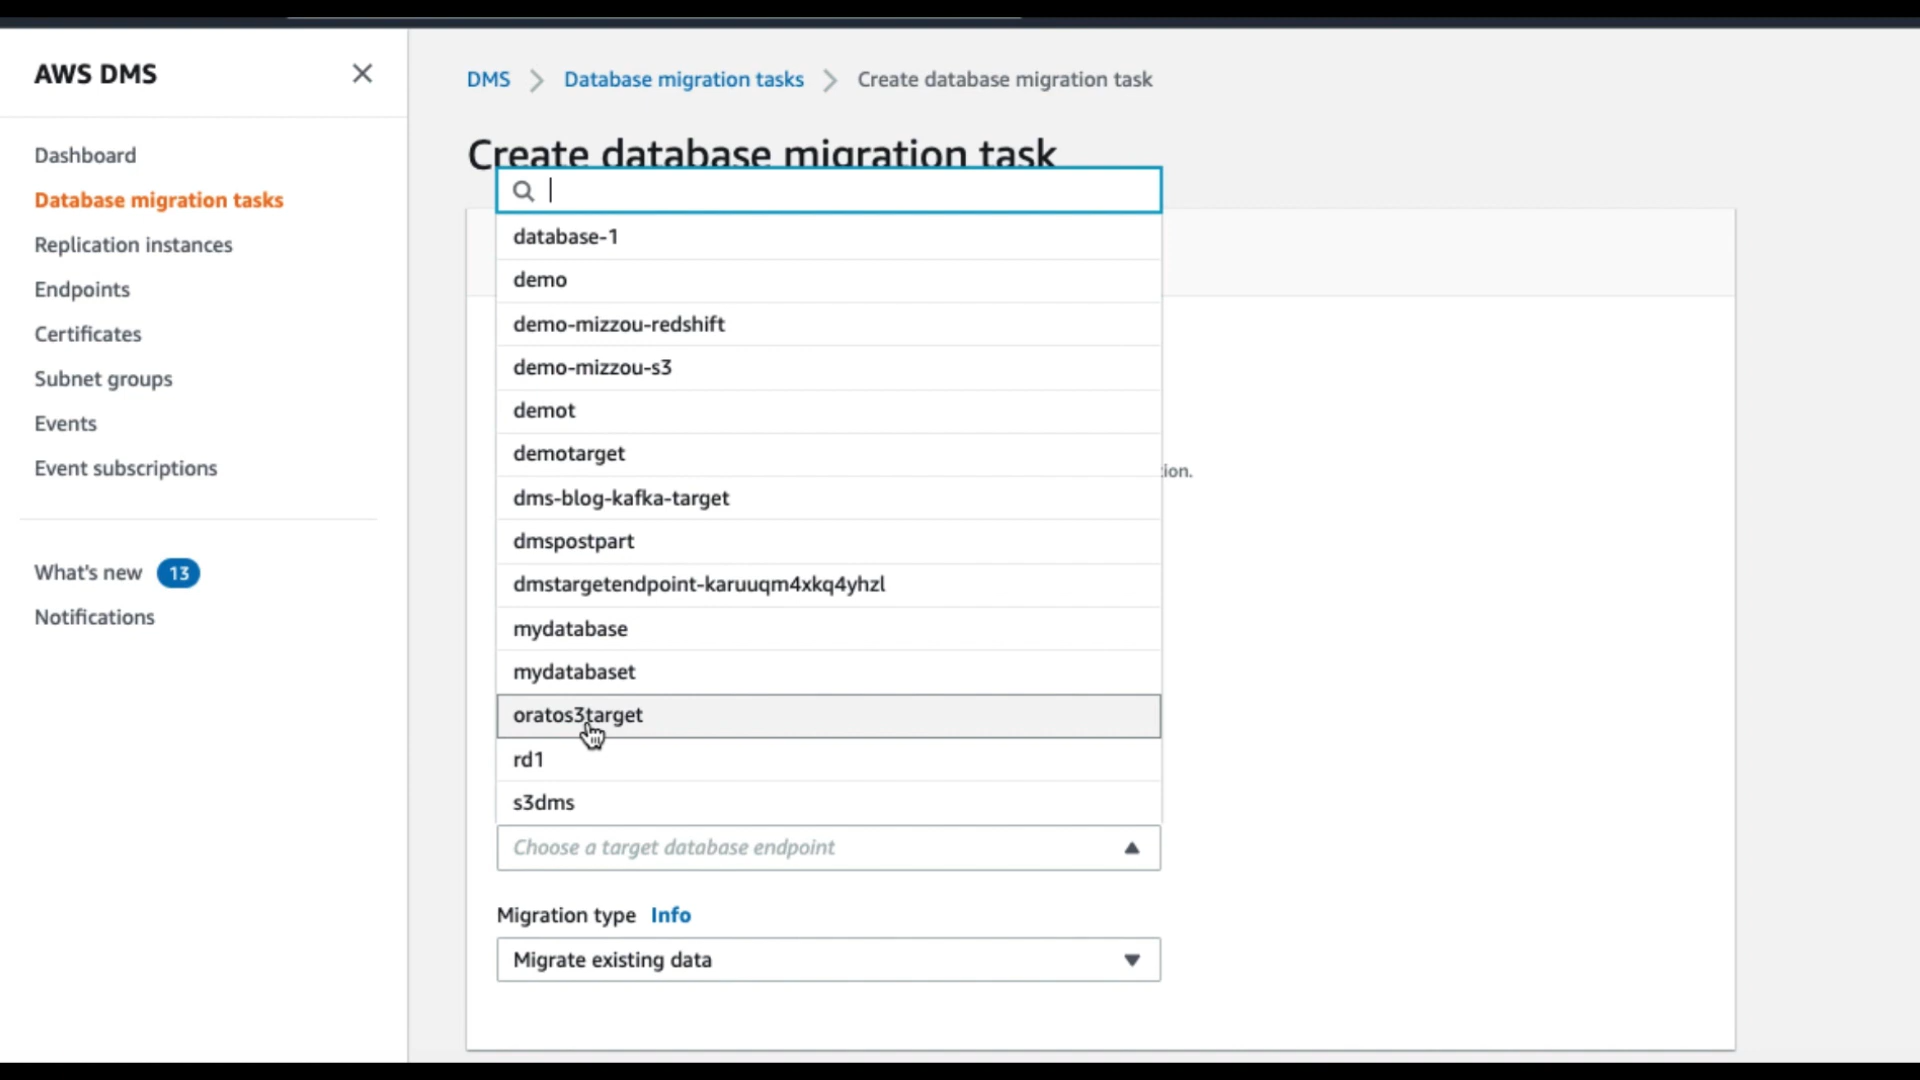 AWS DMS
Dashboard
Database migration tasks
Replication instances
Endpoints
Certificates
Subnet groups
Events
Event subscriptions
What's new 13
Notifications
DMS Database migration tasks Create database migration task
Create database migration task
database-1
demo
demo-mizzou-redshift
demo-mizzou-s3
demot
demotarget
tion.
dms-blog-kafka-target
dmspostpart
dmstargetendpoint-karuuqm4xkq4yhzl
mydatabase
mydatabaset
oratos3target
rd1
s3dms
Choose a target database endpoint
Migration type Info
Migrate existing data